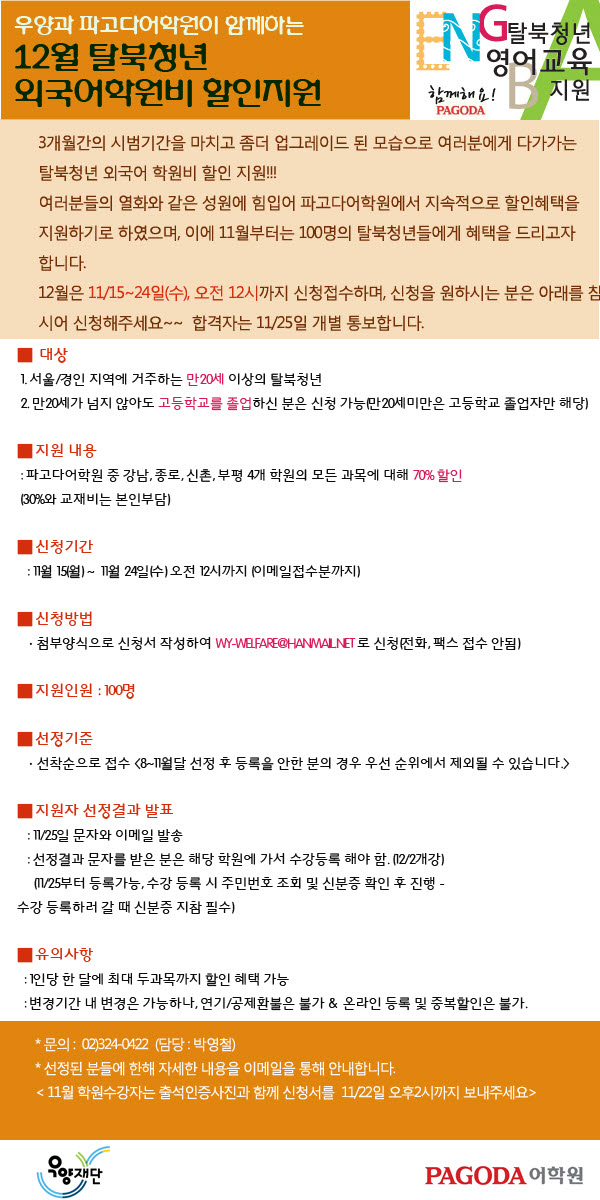 우양과 파고다어학원이 함께하는
12월 탈북청년
외국어학원비 할인지원
ENG
탈북청년
영어교육
B
A
지원
함께해요!
PAGODA
3개월간의 시범기간을 마치고 좀더 업그레이드 된 모습으로 여러분에게 다가가는
탈북청년 외국어 학원비 할인 지원!!!
여러분들의 열화와 같은 성원에 힘입어 파고다어학원에서 지속적으로 할인혜택을
지원하기로 하였으며, 이에 11월부터는 100명의 탈북청년들에게 혜택을 드리고자
합니다.
12월은 11/15~24일(수), 오전 12시까지 신청접수하며, 신청을 원하시는 분은 아래를 참
시어 신청해주세요~~ 합격자는 11/25일 개별 통보합니다.
■ 대상
1. 서울/경인 지역에 거주하는 만20세 이상의 탈북청년
2. 만20세가 넘지 않아도 고등학교를 졸업하신 분은 신청 가능(만20세미만은 고등학교 졸업자만 해당)
■ 지원 내용
: 파고다어학원 중 강남, 종로, 신촌, 부평 4개 학원의 모든 과목에 대해 70% 할인
(30%와 교재비는 본인부담)
■ 신청기간
: 11월 15(월) ~ 11월 24일(수) 오전 12시까지 (이메일접수분까지)
■ 신청방법
· 첨부양식으로 신청서 작성하여 WY-WELFARE@HANMAIL.NET 로 신청(전화, 팩스 접수 안됨)
■ 지원인원 : 100명
■ 선정기준
· 선착순으로 접수 <8~11월달 선정 후 등록을 안한 분의 경우 우선 순위에서 제외될 수 있습니다.>
■ 지원자 선정결과 발표
: 11/25일 문자와 이메일 발송
: 선정결과 문자를 받은 분은 해당 학원에 가서 수강등록 해야 함. (12/2개강)
(11/25부터 등록가능, 수강 등록 시 주민번호 조회 및 신분증 확인 후 진행 -
수강 등록하러 갈 때 신분증 지참 필수)
■ 유의사항
: 1인당 한 달에 최대 두과목까지 할인 혜택 가능
: 변경기간 내 변경은 가능하나, 연기/공제환불은 불가 & 온라인 등록 및 중복할인은 불가.
* 문의 : 02)324-0422 (담당 : 박영철)
* 선정된 분들에 한해 자세한 내용을 이메일을 통해 안내합니다.
< 11월 학원수강자는 출석인증사진과 함께 신청서를 11/22일 오후2시까지 보내주세요>
우양재단
PAGODA어학원